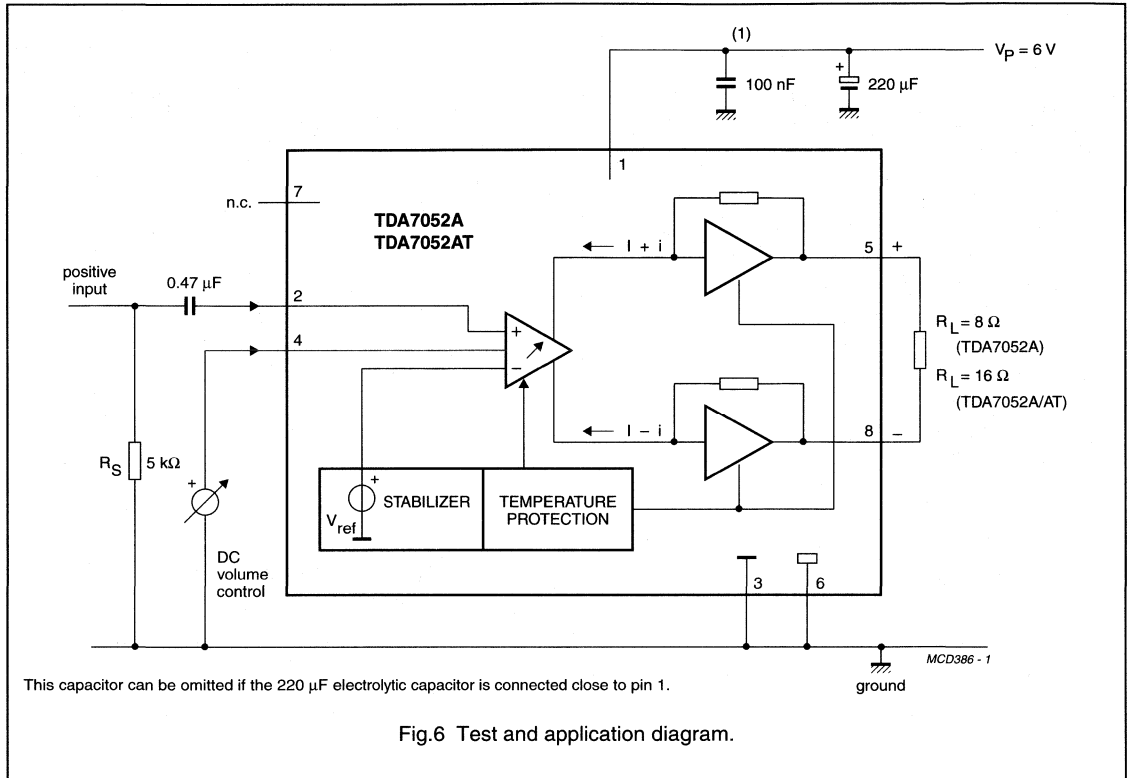 (1)
V_P = 6 V
100 nF
+
220 μF
1
7
n.c.
TDA7052A
TDA7052AT
I + i
5 +
positive
input
0.47 μF
2
4
+
−
R_L = 8 Ω
(TDA7052A)
R_L = 16 Ω
(TDA7052A/AT)
I − i
8 −
R_S 5 kΩ
+
DC
volume
control
+
V_ref
STABILIZER
TEMPERATURE
PROTECTION
3
6
MCD386 - 1
ground
This capacitor can be omitted if the 220 μF electrolytic capacitor is connected close to pin 1.
Fig.6 Test and application diagram.